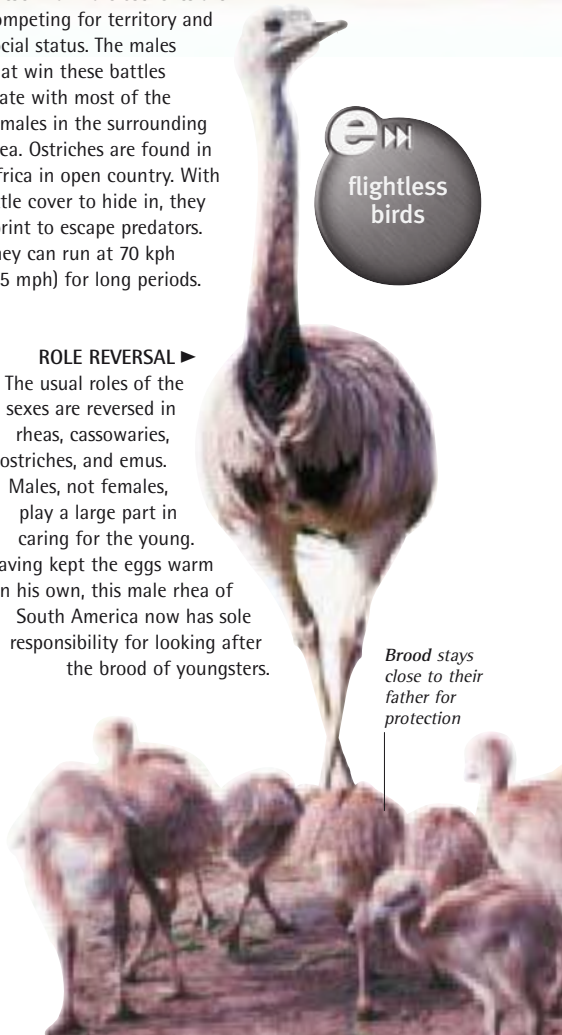 ompeting for territory and
ocial status. The males
at win these battles
ate with most of the
males in the surrounding
ea. Ostriches are found in
frica in open country. With
tle cover to hide in, they
print to escape predators.
ey can run at 70 kph
5 mph) for long periods.
e
flightless
birds
ROLE REVERSAL ►
The usual roles of the
sexes are reversed in
rheas, cassowaries,
ostriches, and emus.
Males, not females,
play a large part in
caring for the young.
aving kept the eggs warm
n his own, this male rhea of
South America now has sole
responsibility for looking after
the brood of youngsters.
Brood stays
close to their
father for
protection